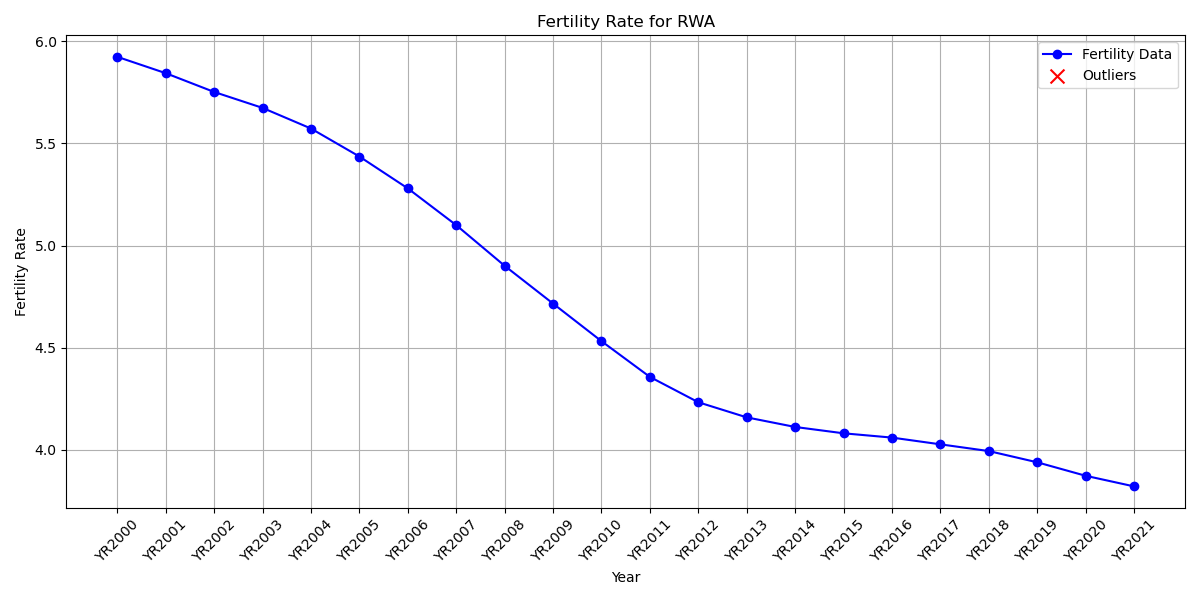 Fertility Rate for RWA
Fertility Data
Outliers
6.0
5.5
5.0
4.5
4.0
Fertility Rate
YR2000
YR2001
YR2002
YR2003
YR2004
YR2005
YR2006
YR2007
YR2008
YR2009
YR2010
YR2011
YR2012
YR2013
YR2014
YR2015
YR2016
YR2017
YR2018
YR2019
YR2020
YR2021
Year